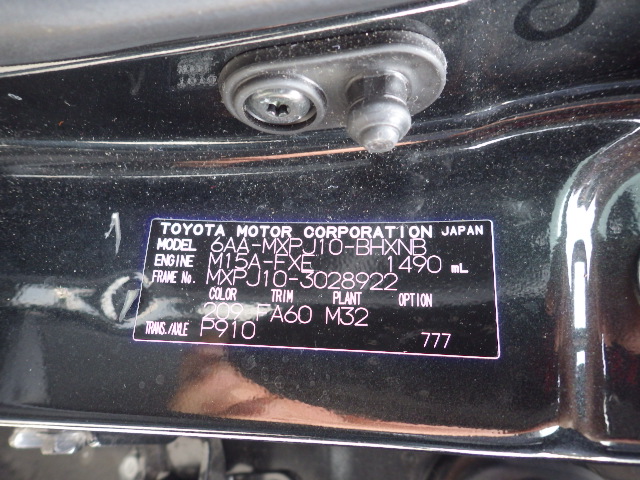 TOYOTA MOTOR CORPORATION JAPAN
MODEL 6AA-MXPJ10-BHXNB
ENGINE M15A-FXE 1490 mL
FRAME No. MXPJ10-3028922
COLOR TRIM PLANT OPTION
209 FA60 M32
TRANS./AXLE P910 777